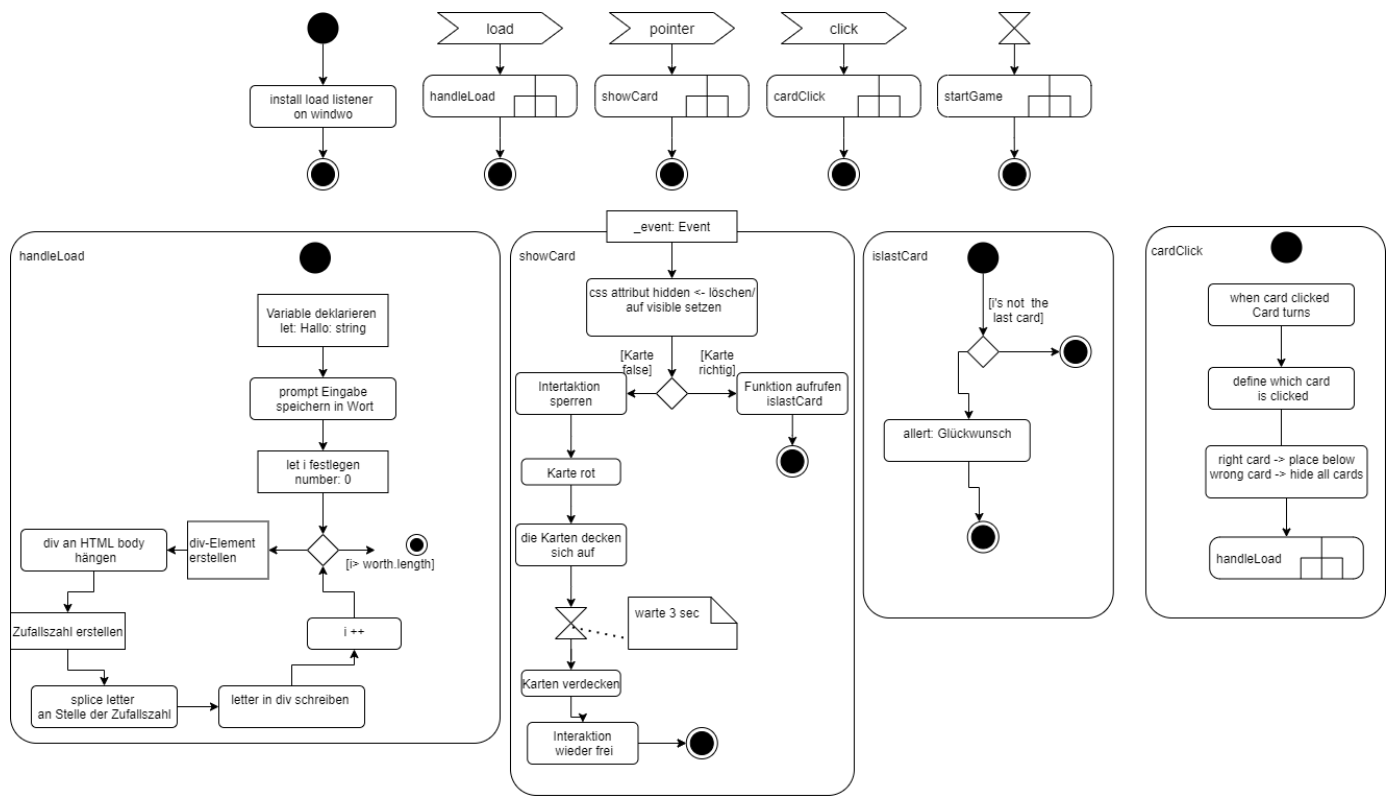 load
pointer
click
install load listener
on windwo
handleLoad
showCard
cardClick
startGame
handleLoad
Variable deklarieren
let: Hallo: string
prompt Eingabe
speichern in Wort
let i festlegen
number: 0
div an HTML body
hängen
div-Element
erstellen
[i> worth.length]
Zufallszahl erstellen
i ++
splice letter
an Stelle der Zufallszahl
letter in div schreiben
_event: Event
showCard
css attribut hidden <- löschen/
auf visible setzen
[Karte
false]
[Karte
richtig]
Intertaktion
sperren
Funktion aufrufen
islastCard
Karte rot
die Karten decken
sich auf
warte 3 sec
Karten verdecken
Interaktion
wieder frei
islastCard
[i's not the
last card]
allert: Glückwunsch
cardClick
when card clicked
Card turns
define which card
is clicked
right card -> place below
wrong card -> hide all cards
handleLoad